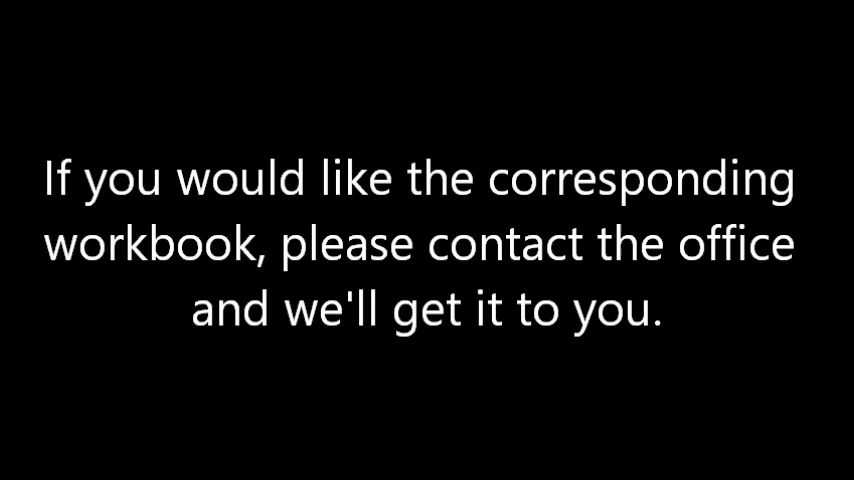 If you would like the corresponding
workbook, please contact the office
and we'll get it to you.